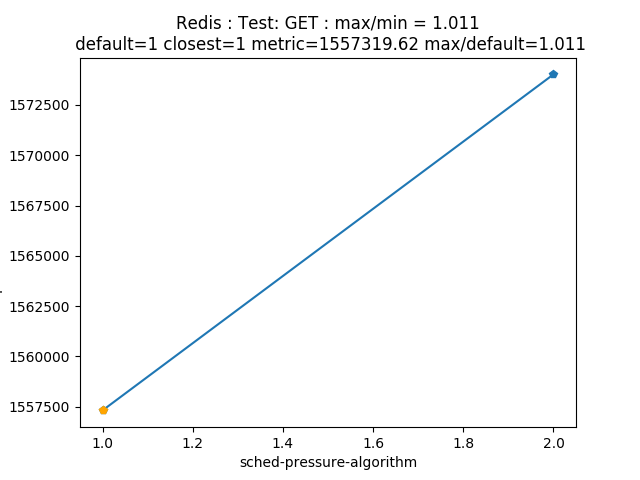 Redis : Test: GET : max/min = 1.011
default=1 closest=1 metric=1557319.62 max/default=1.011
1572500
1570000
1567500
1565000
1562500
1560000
1557500
1.0 1.2 1.4 1.6 1.8 2.0
sched-pressure-algorithm